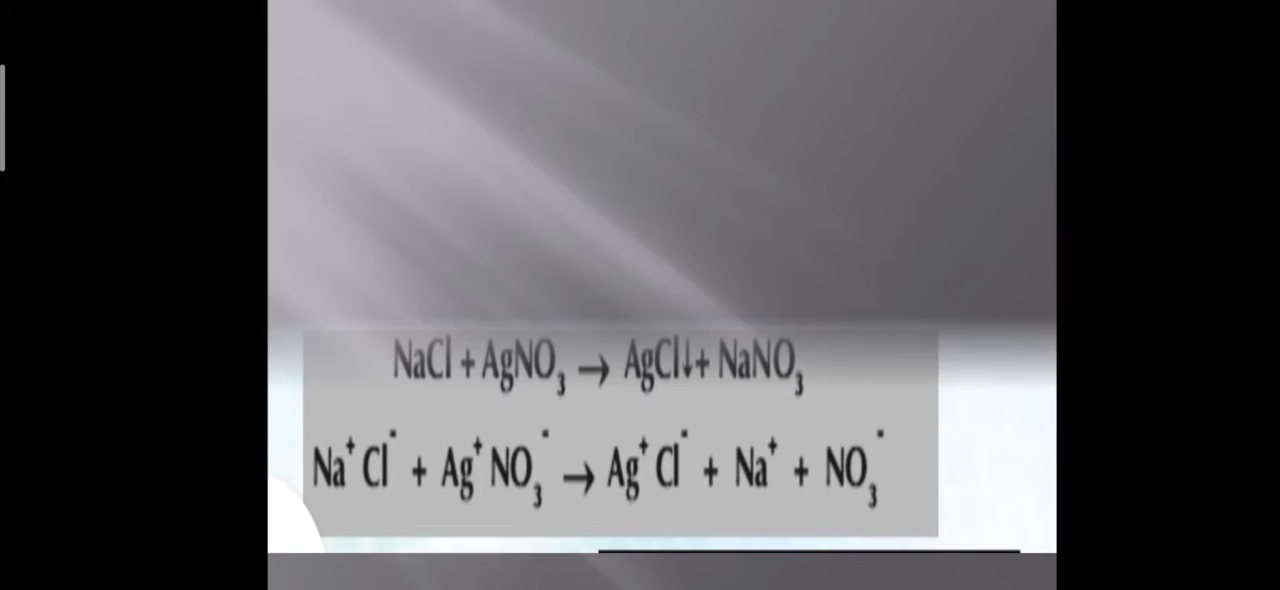 NaCl + AgNO₃ → AgCl↓+ NaNO₃
Na⁺ Cl⁻ + Ag⁺ NO₃⁻ → Ag⁺ Cl⁻ + Na⁺ + NO₃⁻